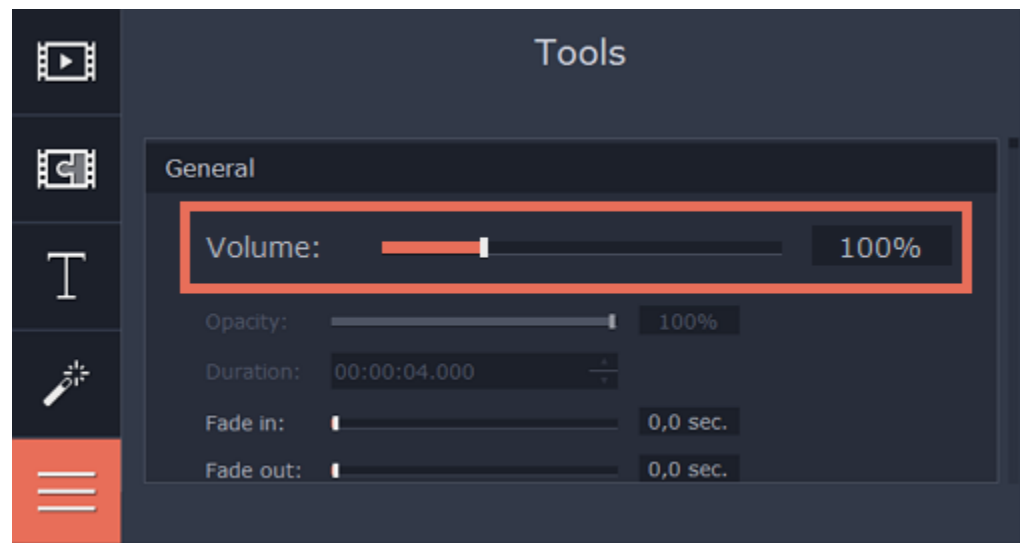 Tools
General
Volume: 100%
Opacity: 100%
Duration: 00:00:04.000
Fade in: 0,0 sec.
Fade out: 0,0 sec.
T